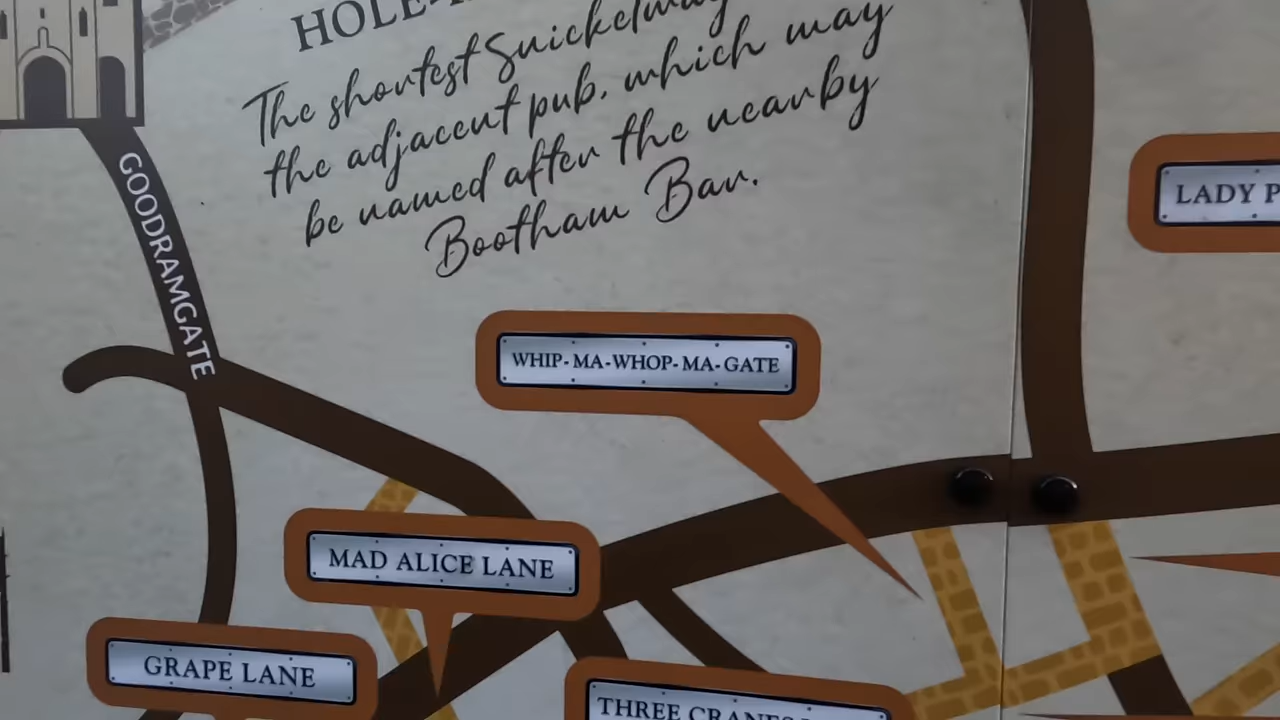 HOLE-
The shortest Snickelway
the adjacent pub, which may
be named after the nearby
Bootham Bar.
GOODRAMGATE
LADY P
WHIP-MA-WHOP-MA-GATE
MAD ALICE LANE
GRAPE LANE
THREE CRANES